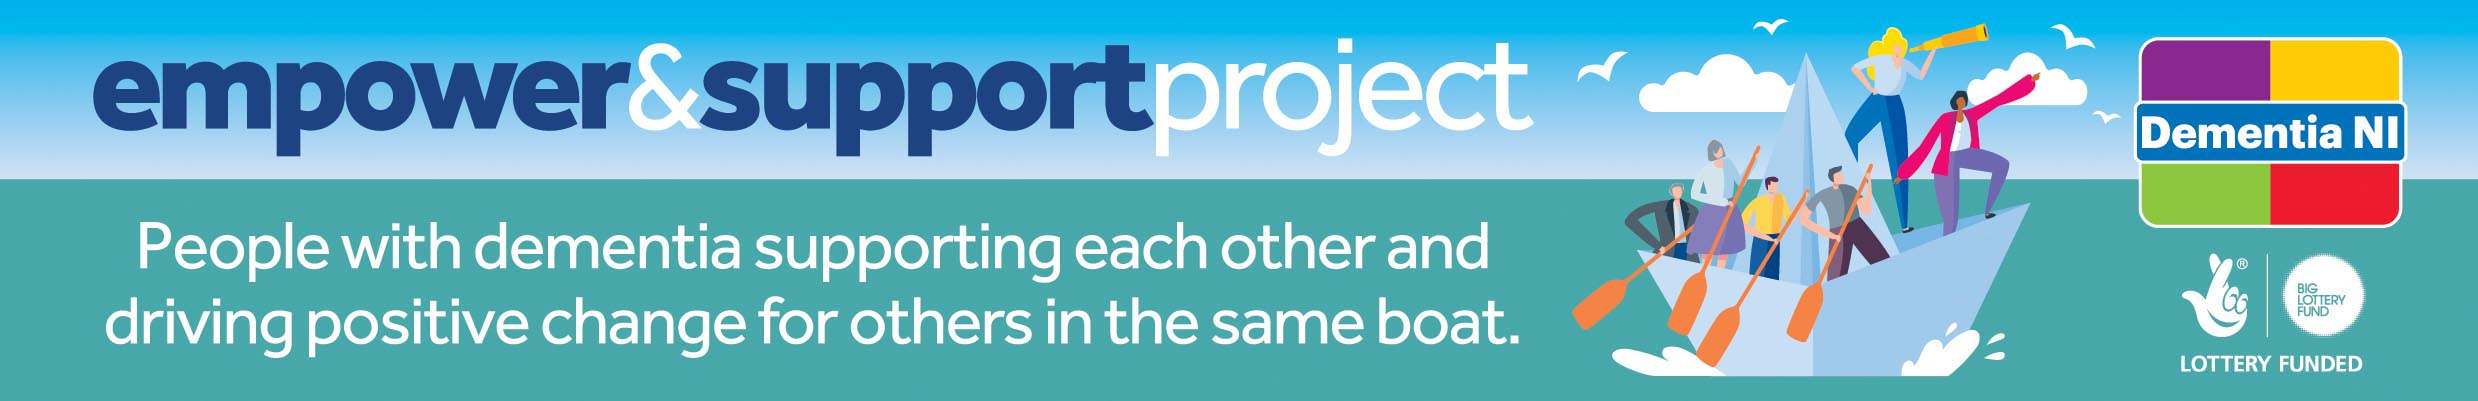 empower&supportproject
People with dementia supporting each other and
driving positive change for others in the same boat.
Dementia NI
®
BIG
LOTTERY
FUND
LOTTERY FUNDED